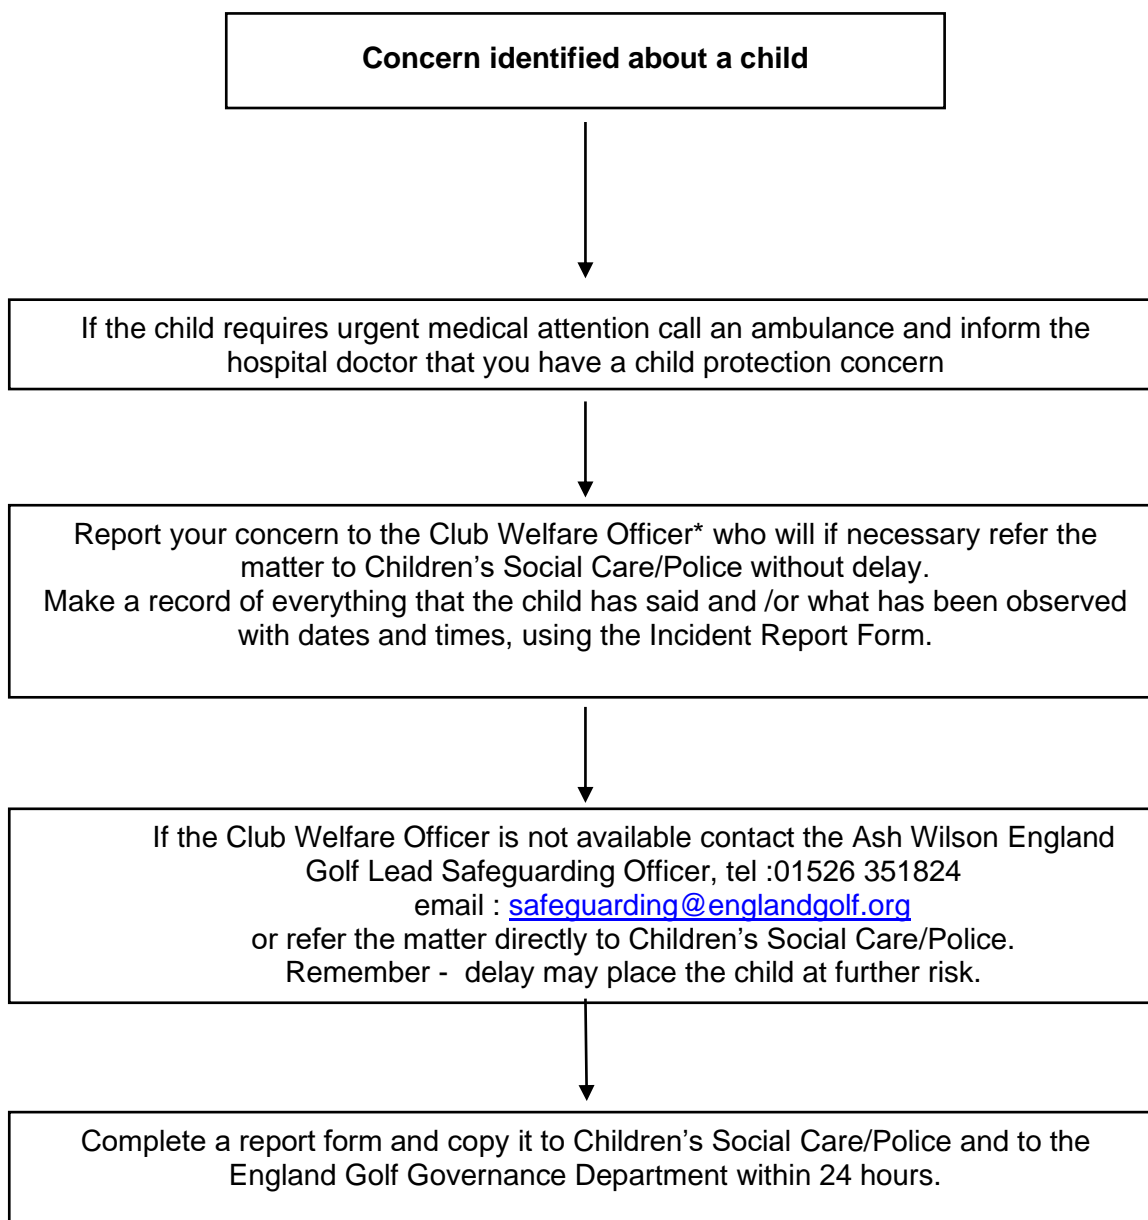 Concern identified about a child
If the child requires urgent medical attention call an ambulance and inform the
hospital doctor that you have a child protection concern
Report your concern to the Club Welfare Officer* who will if necessary refer the
matter to Children’s Social Care/Police without delay.
Make a record of everything that the child has said and /or what has been observed
with dates and times, using the Incident Report Form.
If the Club Welfare Officer is not available contact the Ash Wilson England
Golf Lead Safeguarding Officer, tel :01526 351824
email : safeguarding@englandgolf.org
or refer the matter directly to Children’s Social Care/Police.
Remember - delay may place the child at further risk.
Complete a report form and copy it to Children’s Social Care/Police and to the
England Golf Governance Department within 24 hours.